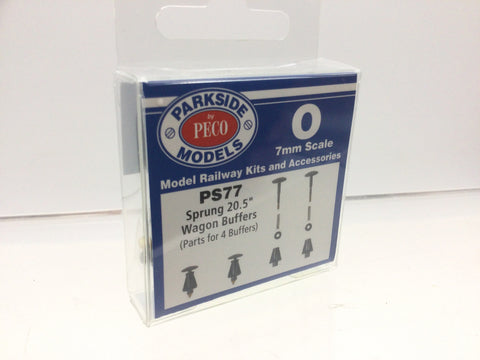 PARKSIDE
by
PECO
MODELS
O
7mm Scale
Model Railway Kits and Accessories
PS77
Sprung 20.5"
Wagon Buffers
(Parts for 4 Buffers)